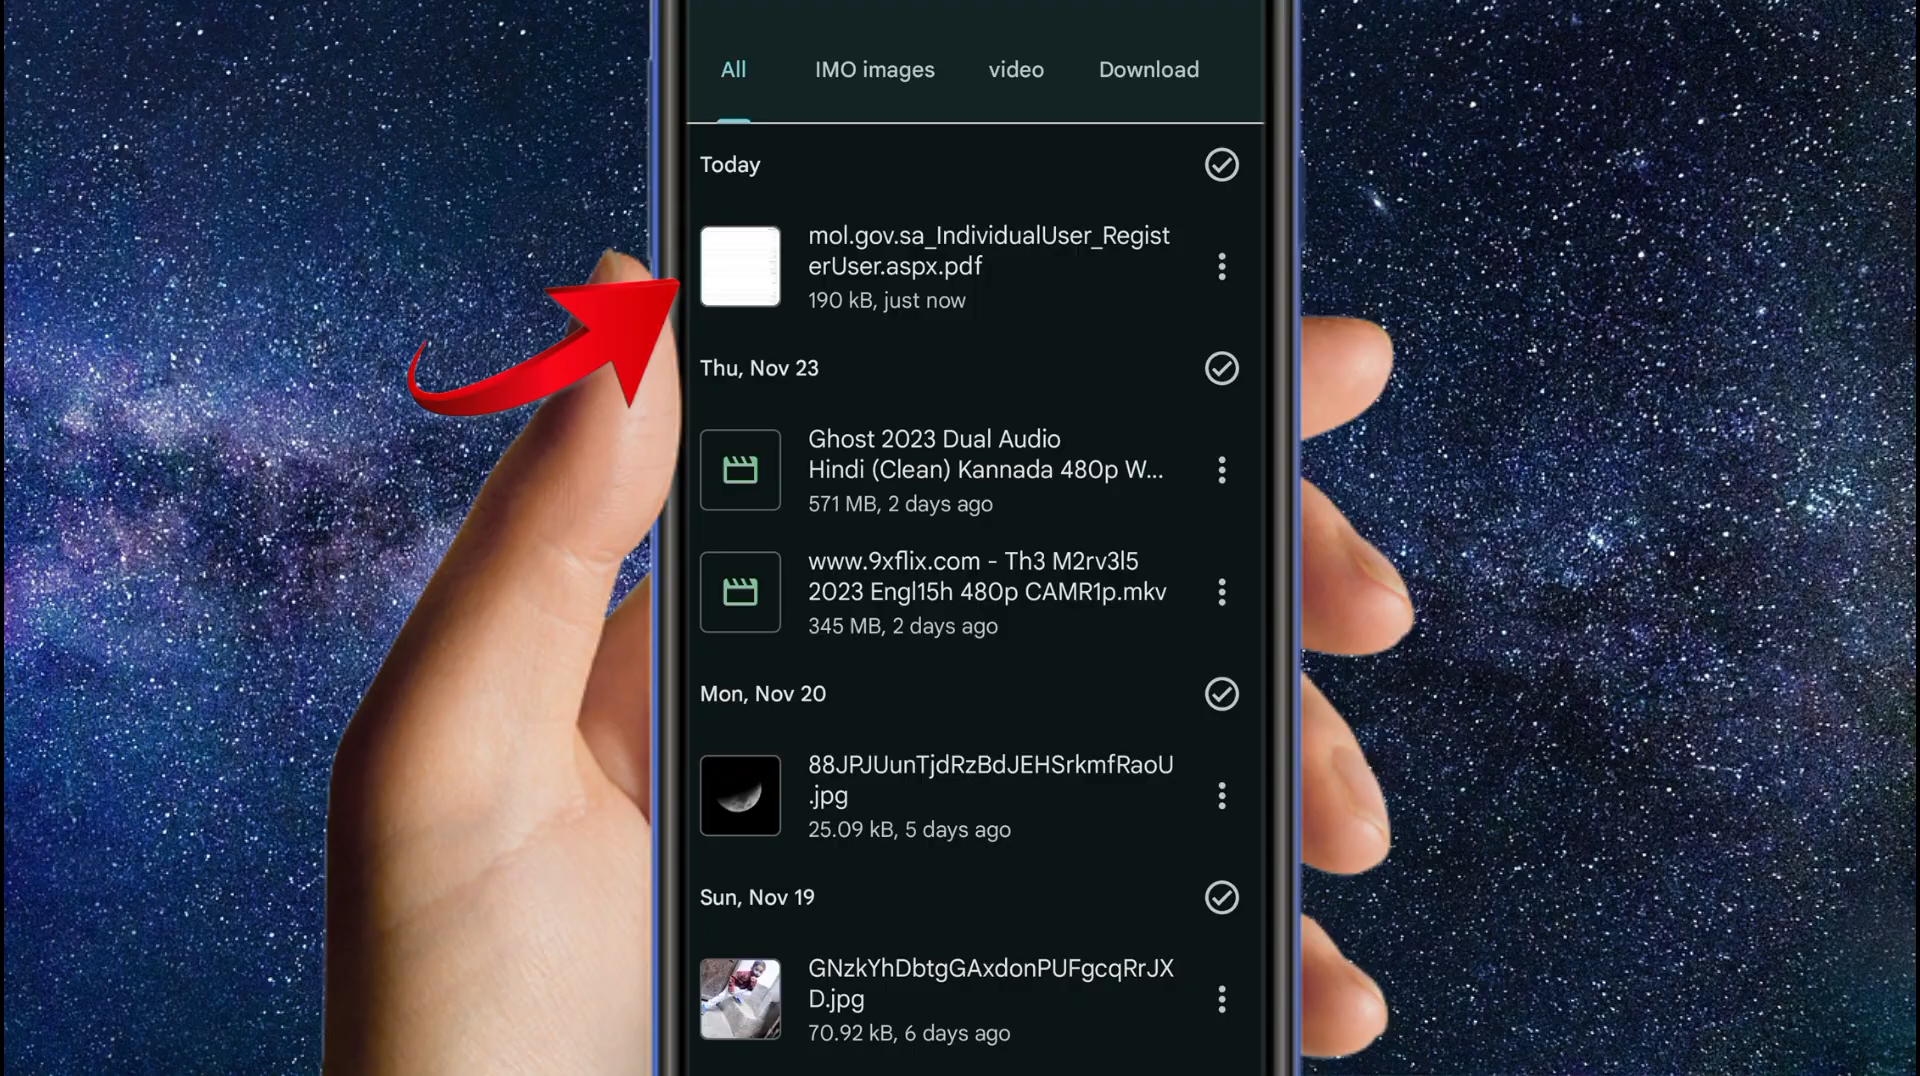 All IMO images video Download
Today
mol.gov.sa_IndividualUser_Regist
erUser.aspx.pdf
190 kB, just now
Thu, Nov 23
Ghost 2023 Dual Audio
Hindi (Clean) Kannada 480p W...
571 MB, 2 days ago
www.9xflix.com - Th3 M2rv3l5
2023 Engl15h 480p CAMR1p.mkv
345 MB, 2 days ago
Mon, Nov 20
88JPJUunTjdRzBdJEHSrkmfRaoU
.jpg
25.09 kB, 5 days ago
Sun, Nov 19
GNzkYhDbtgGAxdonPUFgcqRrJX
D.jpg
70.92 kB, 6 days ago